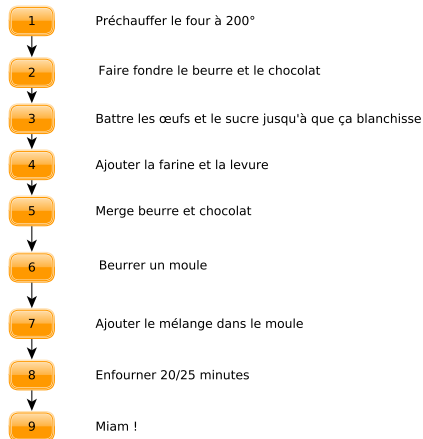 1 Préchauffer le four à 200°
2 Faire fondre le beurre et le chocolat
3 Battre les œufs et le sucre jusqu'à que ça blanchisse
4 Ajouter la farine et la levure
5 Merge beurre et chocolat
6 Beurrer un moule
7 Ajouter le mélange dans le moule
8 Enfourner 20/25 minutes
9 Miam !